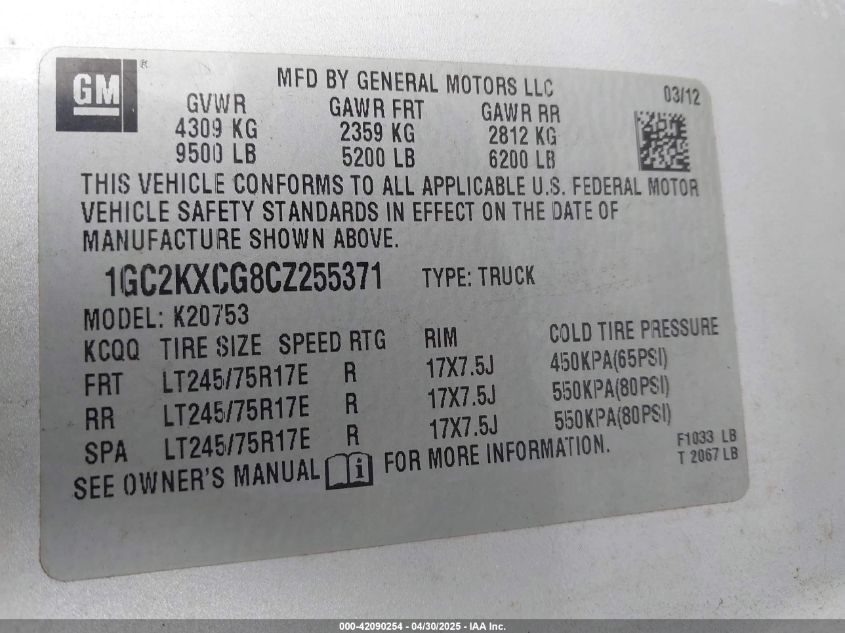 GM ®
MFD BY GENERAL MOTORS LLC 03/12
GVWR GAWR FRT GAWR RR
4309 KG 2359 KG 2812 KG
9500 LB 5200 LB 6200 LB
THIS VEHICLE CONFORMS TO ALL APPLICABLE U.S. FEDERAL MOTOR
VEHICLE SAFETY STANDARDS IN EFFECT ON THE DATE OF
MANUFACTURE SHOWN ABOVE.
1GC2KXCG8CZ255371 TYPE: TRUCK
MODEL: K20753
KCQQ TIRE SIZE SPEED RTG RIM COLD TIRE PRESSURE
FRT LT245/75R17E R 17X7.5J 450KPA(65PSI)
RR LT245/75R17E R 17X7.5J 550KPA(80PSI)
SPA LT245/75R17E R 17X7.5J 550KPA(80PSI)
SEE OWNER'S MANUAL i FOR MORE INFORMATION.
F1033 LB
T 2067 LB
000-42090254 - 04/30/2025 - IAA Inc.